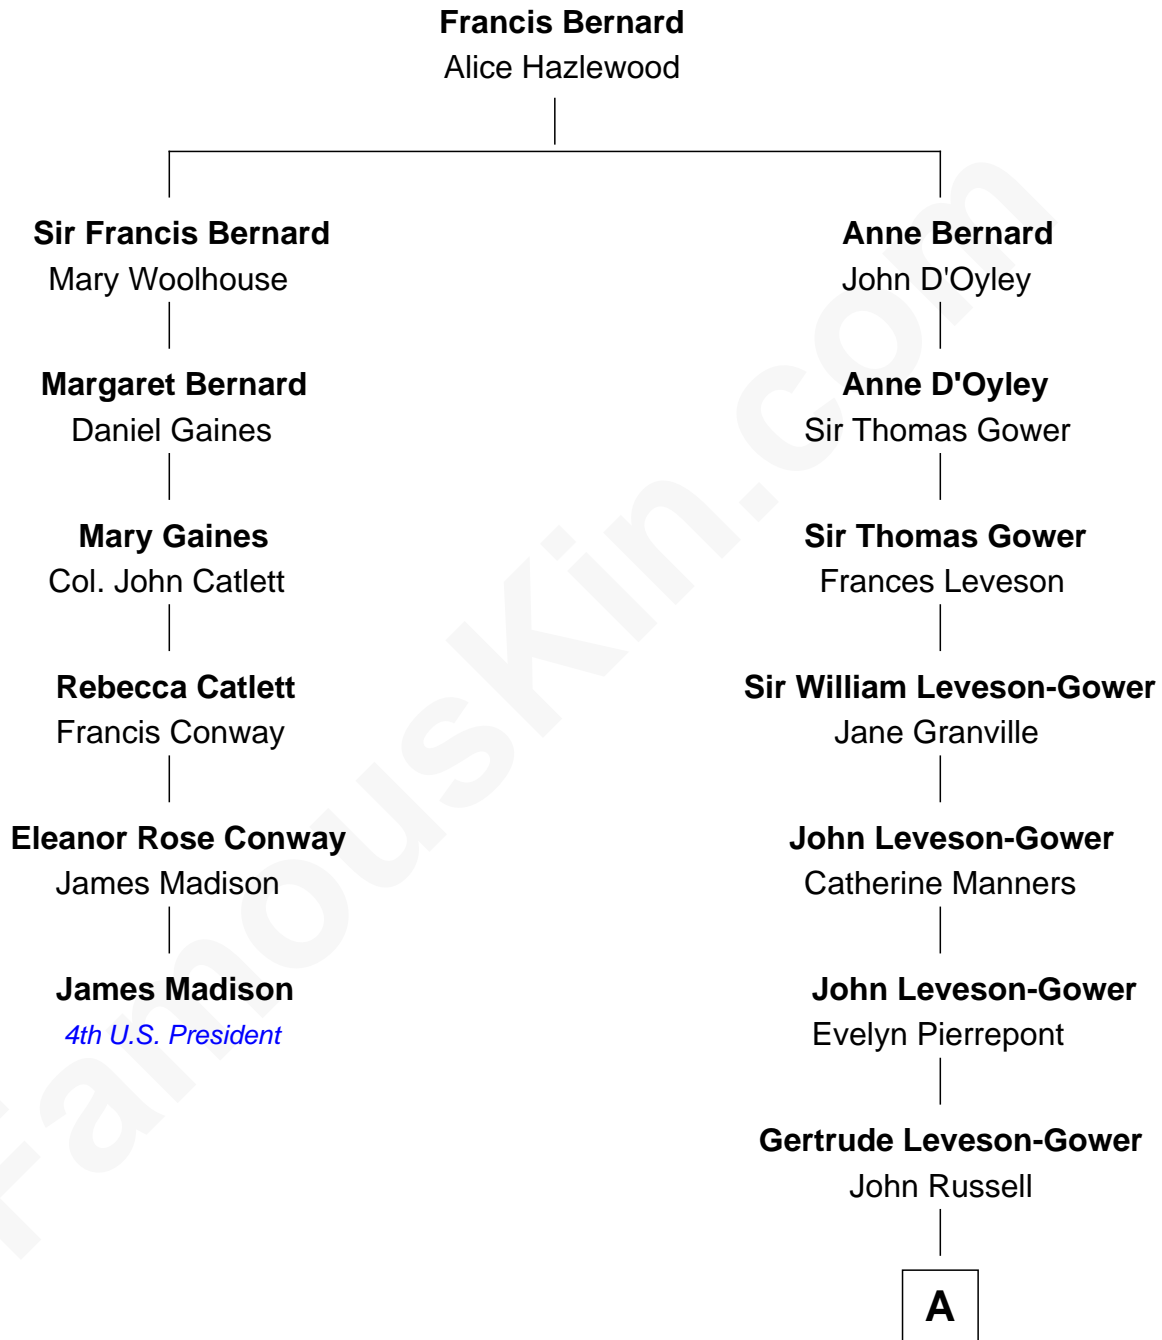 Francis Bernard
Alice Hazlewood
Sir Francis Bernard
Mary Woolhouse
Margaret Bernard
Daniel Gaines
Mary Gaines
Col. John Catlett
Rebecca Catlett
Francis Conway
Eleanor Rose Conway
James Madison
James Madison
4th U.S. President
Anne Bernard
John D'Oyley
Anne D'Oyley
Sir Thomas Gower
Sir Thomas Gower
Frances Leveson
Sir William Leveson-Gower
Jane Granville
John Leveson-Gower
Catherine Manners
John Leveson-Gower
Evelyn Pierrepont
Gertrude Leveson-Gower
John Russell
A
FamousKin.com